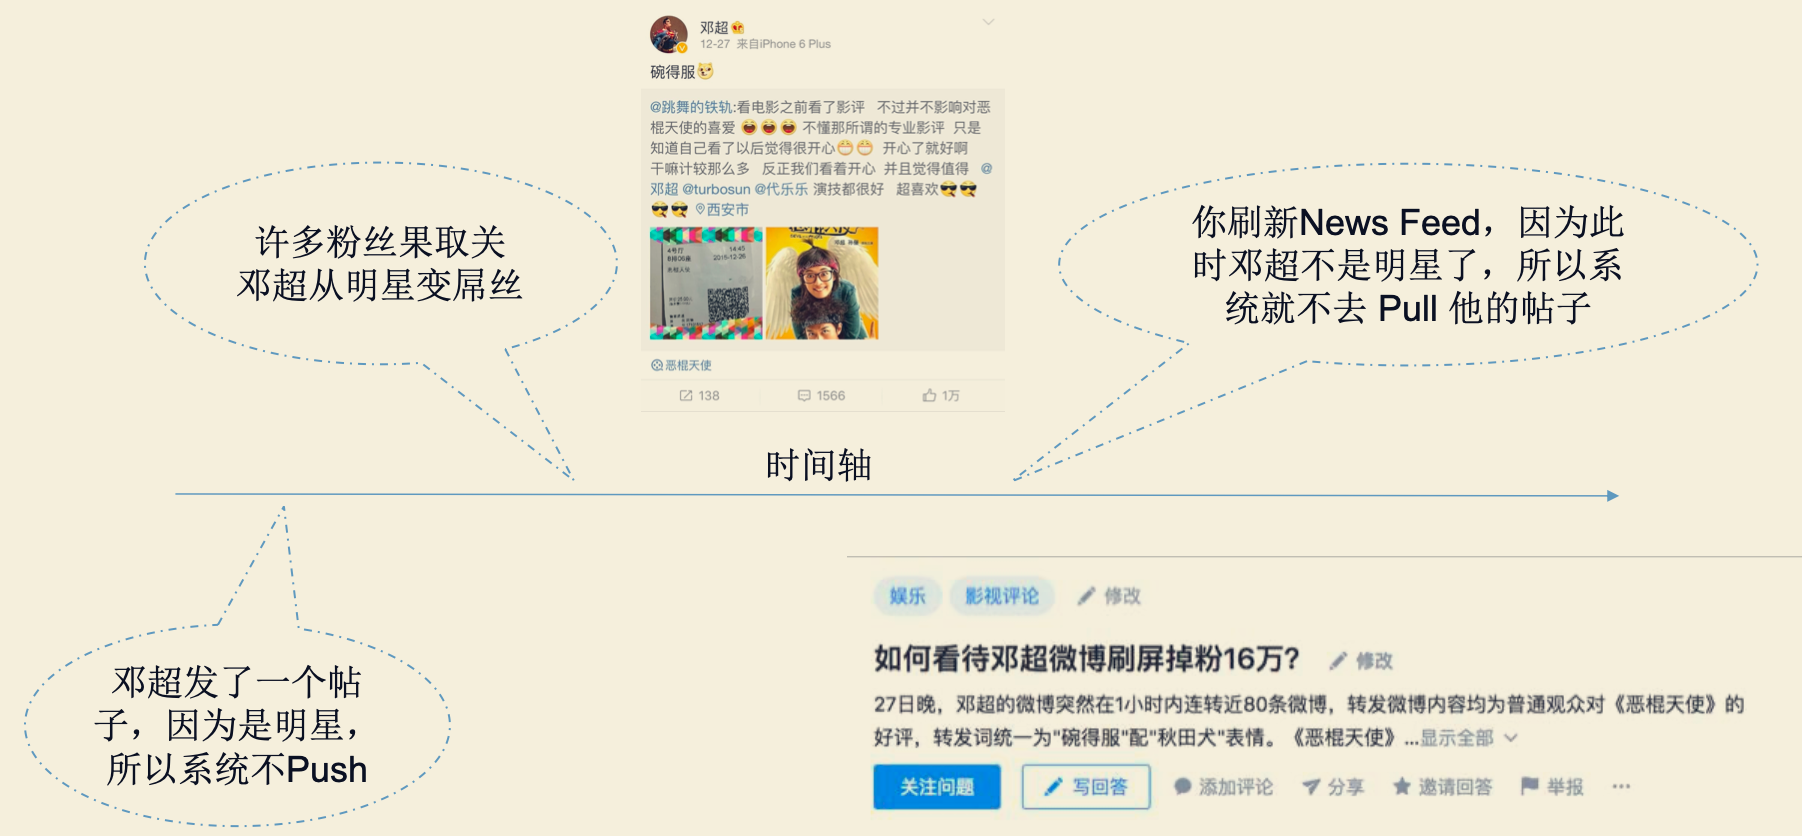 邓超
12-27 来自iPhone 6 Plus
碗得服
@跳舞的铁轨:看电影之前看了影评 不过并不影响对恶
棍天使的喜爱 不懂那所谓的专业影评 只是
知道自己看了以后觉得很开心 开心了就好啊
干嘛计较那么多 反正我们看着开心 并且觉得值得 @
邓超 @turbosun @代乐乐 演技都很好 超喜欢
西安市
14:45
2015-12-26
恶棍天使
138 1566 1万
许多粉丝果取关
邓超从明星变屌丝
你刷新News Feed，因为此
时邓超不是明星了，所以系
统就不去 Pull 他的帖子
时间轴
邓超发了一个帖
子，因为是明星，
所以系统不Push
娱乐 影视评论 修改
如何看待邓超微博刷屏掉粉16万? 修改
27日晚，邓超的微博突然在1小时内连转近80条微博，转发微博内容均为普通观众对《恶棍天使》的
好评，转发词统一为"碗得服"配"秋田犬"表情。《恶棍天使》...显示全部
关注问题 写回答 添加评论 分享 邀请回答 举报 ...